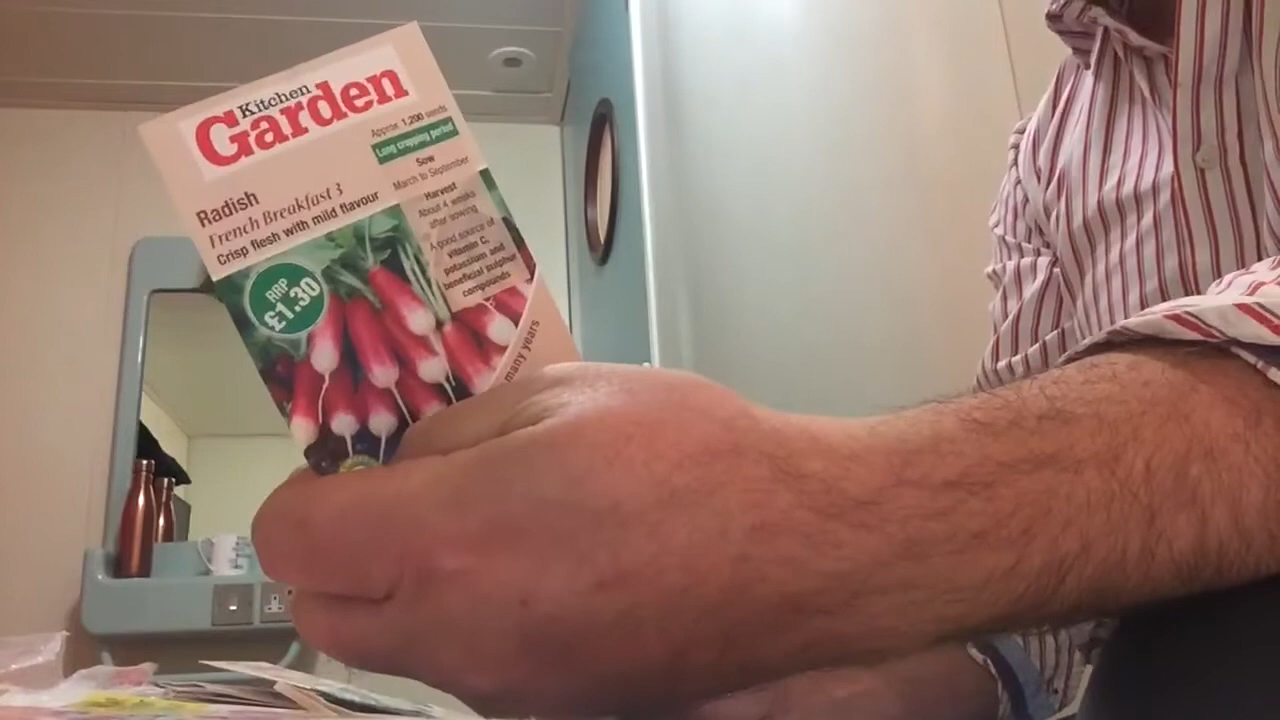 Kitchen
Garden
Approx. 1,200 seeds
Long cropping period
Sow
March to September
Harvest
About 4 weeks
after sowing
A good source of
vitamin C,
potassium and
beneficial sulphur
compounds
Radish
French Breakfast 3
Crisp flesh with mild flavour
RRP
£1.30
many years